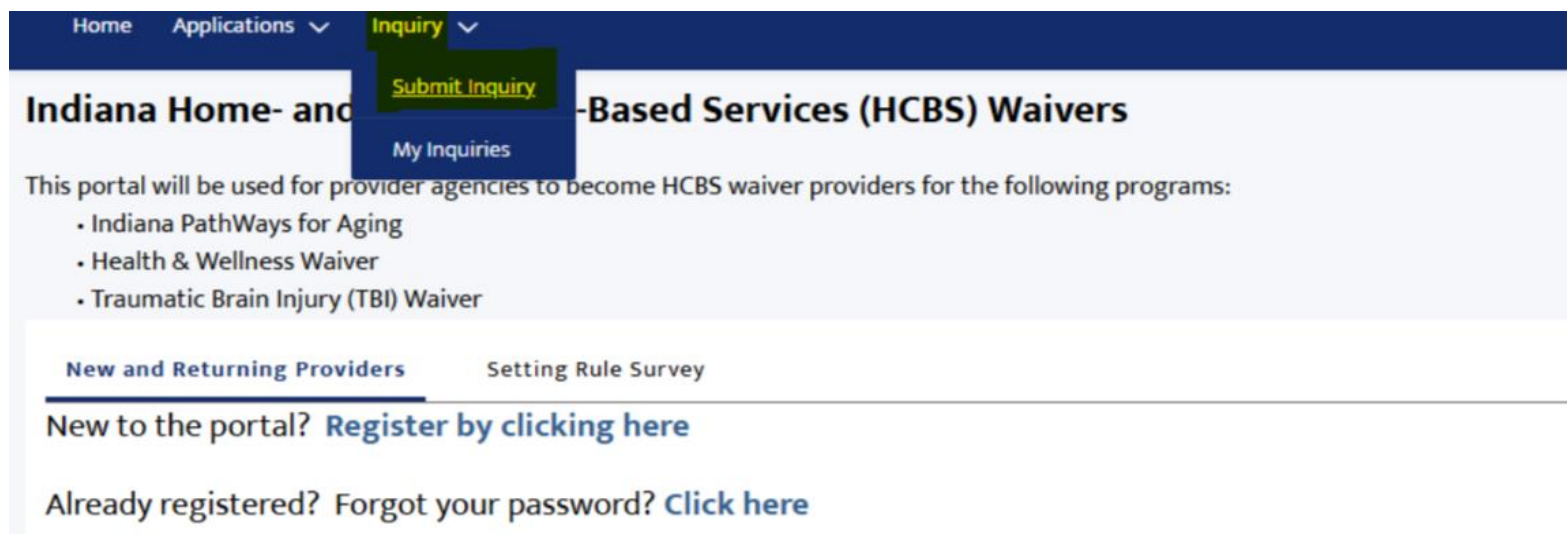 Home Applications Inquiry
Submit Inquiry
My Inquiries
Indiana Home- and -Based Services (HCBS) Waivers
This portal will be used for provider agencies to become HCBS waiver providers for the following programs:
• Indiana PathWays for Aging
• Health & Wellness Waiver
• Traumatic Brain Injury (TBI) Waiver
New and Returning Providers Setting Rule Survey
New to the portal? Register by clicking here
Already registered? Forgot your password? Click here